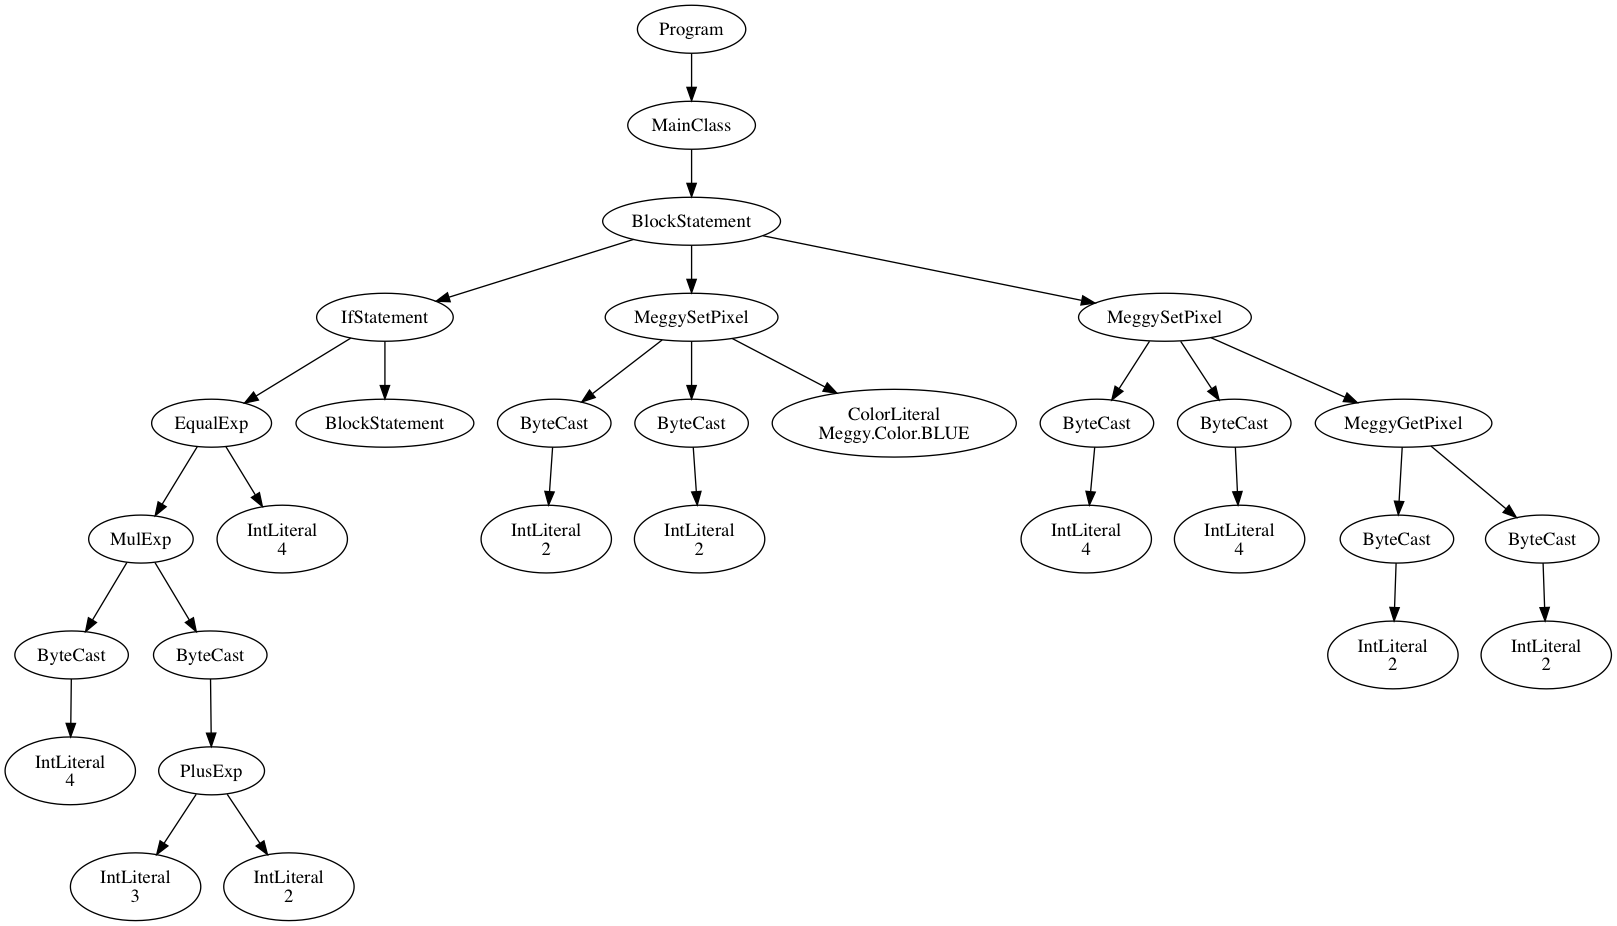 Program
MainClass
BlockStatement
IfStatement
MeggySetPixel
MeggySetPixel
EqualExp
BlockStatement
ByteCast
ByteCast
ColorLiteral
Meggy.Color.BLUE
ByteCast
ByteCast
MeggyGetPixel
MulExp
IntLiteral
4
IntLiteral
2
IntLiteral
2
IntLiteral
4
IntLiteral
4
ByteCast
ByteCast
ByteCast
ByteCast
IntLiteral
2
IntLiteral
2
IntLiteral
4
PlusExp
IntLiteral
3
IntLiteral
2